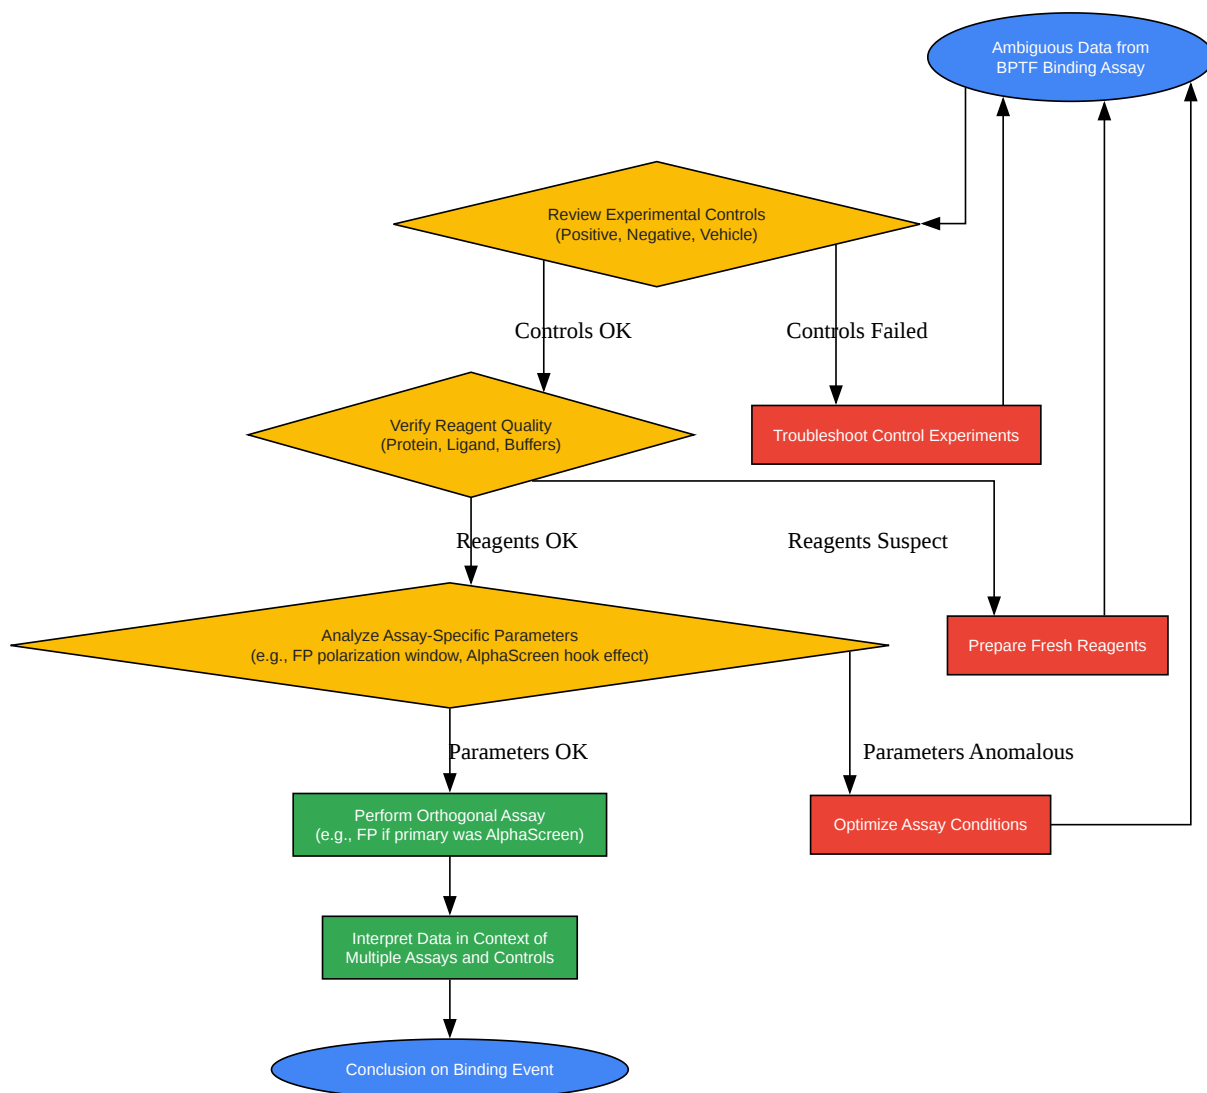 Ambiguous Data from
BPTF Binding Assay
Review Experimental Controls
(Positive, Negative, Vehicle)
Controls OK
Controls Failed
Verify Reagent Quality
(Protein, Ligand, Buffers)
Troubleshoot Control Experiments
Reagents OK
Reagents Suspect
Analyze Assay-Specific Parameters
(e.g., FP polarization window, AlphaScreen hook effect)
Prepare Fresh Reagents
Parameters OK
Parameters Anomalous
Perform Orthogonal Assay
(e.g., FP if primary was AlphaScreen)
Optimize Assay Conditions
Interpret Data in Context of
Multiple Assays and Controls
Conclusion on Binding Event